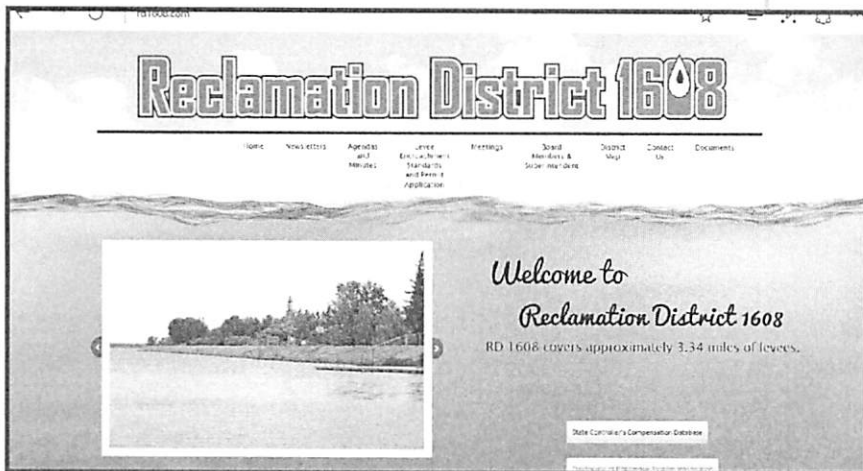 rd1608.com
Reclamation District 1608
Home Newsletters Agendas and Minutes Levee Encroachment Standards and Permit Application Meetings Board Members & Superintendent District Map Contact Us Documents
Welcome to
Reclamation District 1608
RD 1608 covers approximately 3.34 miles of levees.
State Controller's Compensation Database